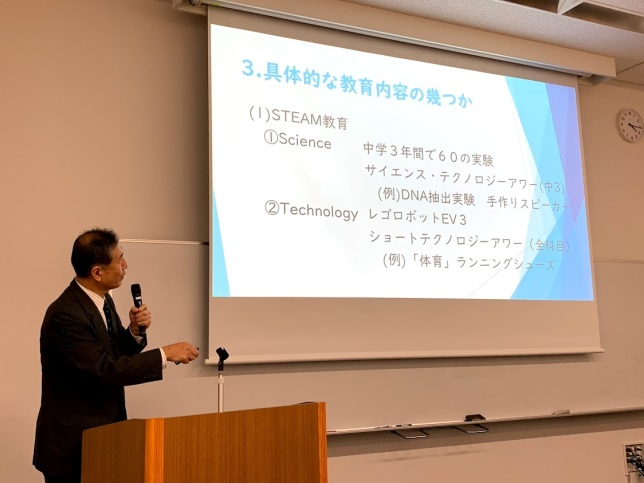 3.具体的な教育内容の幾つか
(1)STEAM教育
①Science 中学3年間で60の実験
サイエンス・テクノロジーアワー(中3)
(例)DNA抽出実験 手作りスピーカー
②Technology レゴロボットEV3
ショートテクノロジーアワー(全科目)
(例)「体育」ランニングシューズ